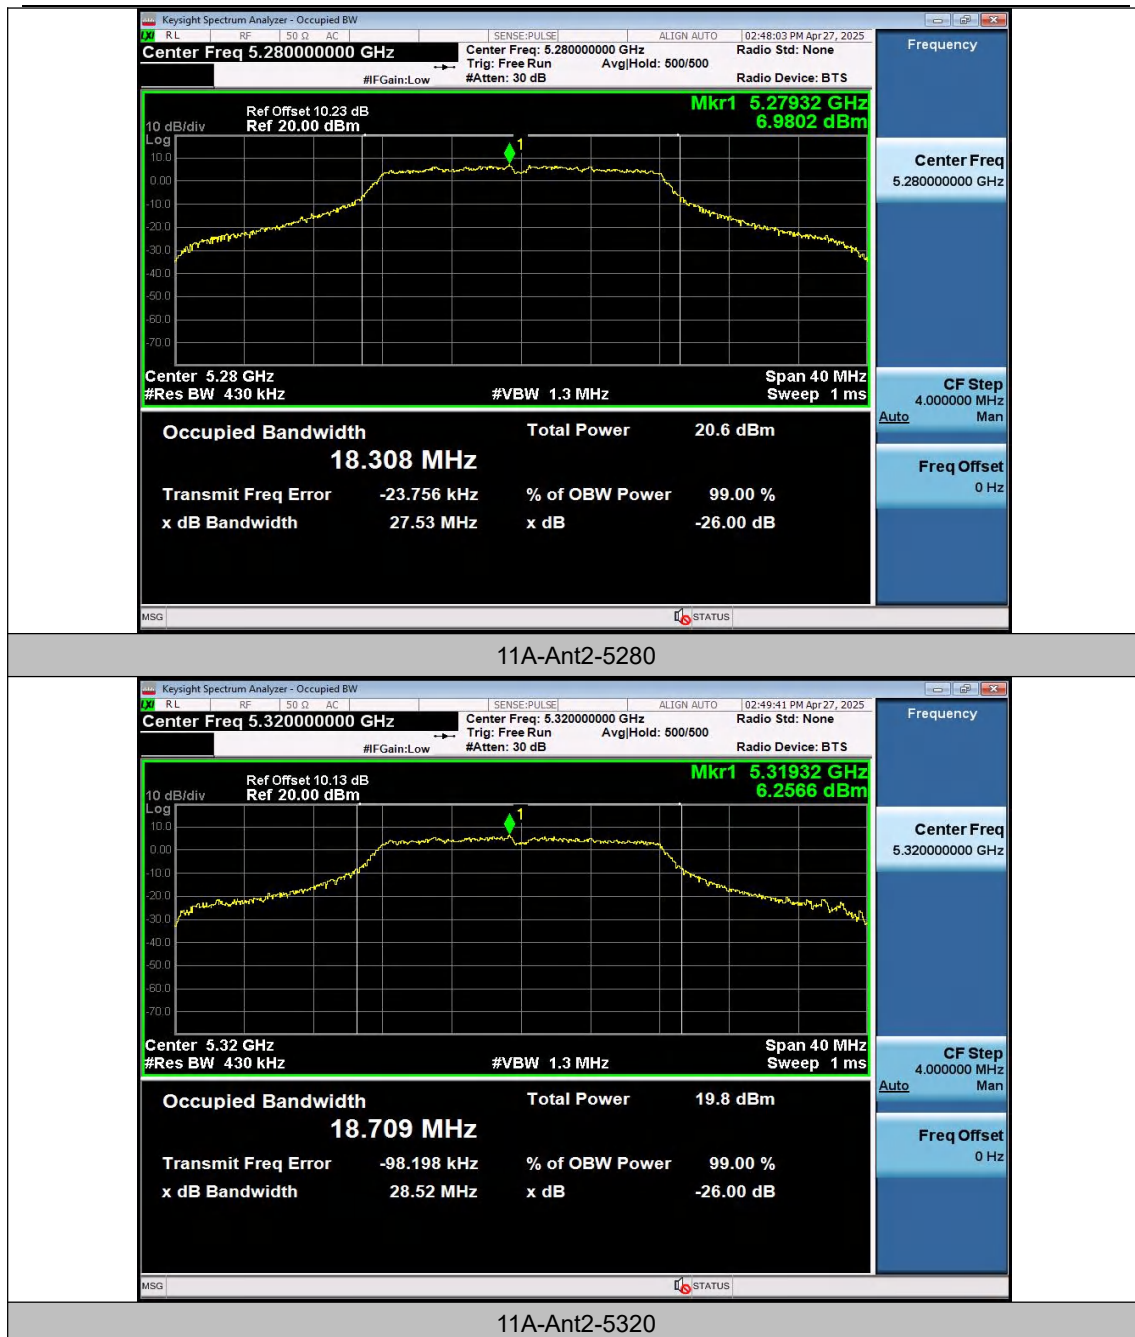 Keysight Spectrum Analyzer - Occupied BW
LXI RL RF 50 Ω AC SENSE:PULSE ALIGN AUTO 02:48:03 PM Apr 27, 2025
Center Freq 5.280000000 GHz
Center Freq: 5.280000000 GHz
Radio Std: None
Trig: Free Run Avg|Hold: 500/500
#IFGain:Low #Atten: 30 dB Radio Device: BTS
Frequency
Mkr1 5.27932 GHz
6.9802 dBm
Ref Offset 10.23 dB
10 dB/div Ref 20.00 dBm
Log
10.0
0.00
-10.0
-20.0
-30.0
-40.0
-50.0
-60.0
-70.0
1
Center Freq
5.280000000 GHz
Center 5.28 GHz Span 40 MHz
#Res BW 430 kHz #VBW 1.3 MHz Sweep 1 ms
CF Step
4.000000 MHz
Auto Man
Freq Offset
0 Hz
Occupied Bandwidth Total Power 20.6 dBm
18.308 MHz
Transmit Freq Error -23.756 kHz % of OBW Power 99.00 %
x dB Bandwidth 27.53 MHz x dB -26.00 dB
MSG STATUS
11A-Ant2-5280
Keysight Spectrum Analyzer - Occupied BW
LXI RL RF 50 Ω AC SENSE:PULSE ALIGN AUTO 02:49:41 PM Apr 27, 2025
Center Freq 5.320000000 GHz
Center Freq: 5.320000000 GHz
Radio Std: None
Trig: Free Run Avg|Hold: 500/500
#IFGain:Low #Atten: 30 dB Radio Device: BTS
Frequency
Mkr1 5.31932 GHz
6.2566 dBm
Ref Offset 10.13 dB
10 dB/div Ref 20.00 dBm
Log
10.0
0.00
-10.0
-20.0
-30.0
-40.0
-50.0
-60.0
-70.0
1
Center Freq
5.320000000 GHz
Center 5.32 GHz Span 40 MHz
#Res BW 430 kHz #VBW 1.3 MHz Sweep 1 ms
CF Step
4.000000 MHz
Auto Man
Freq Offset
0 Hz
Occupied Bandwidth Total Power 19.8 dBm
18.709 MHz
Transmit Freq Error -98.198 kHz % of OBW Power 99.00 %
x dB Bandwidth 28.52 MHz x dB -26.00 dB
MSG STATUS
11A-Ant2-5320